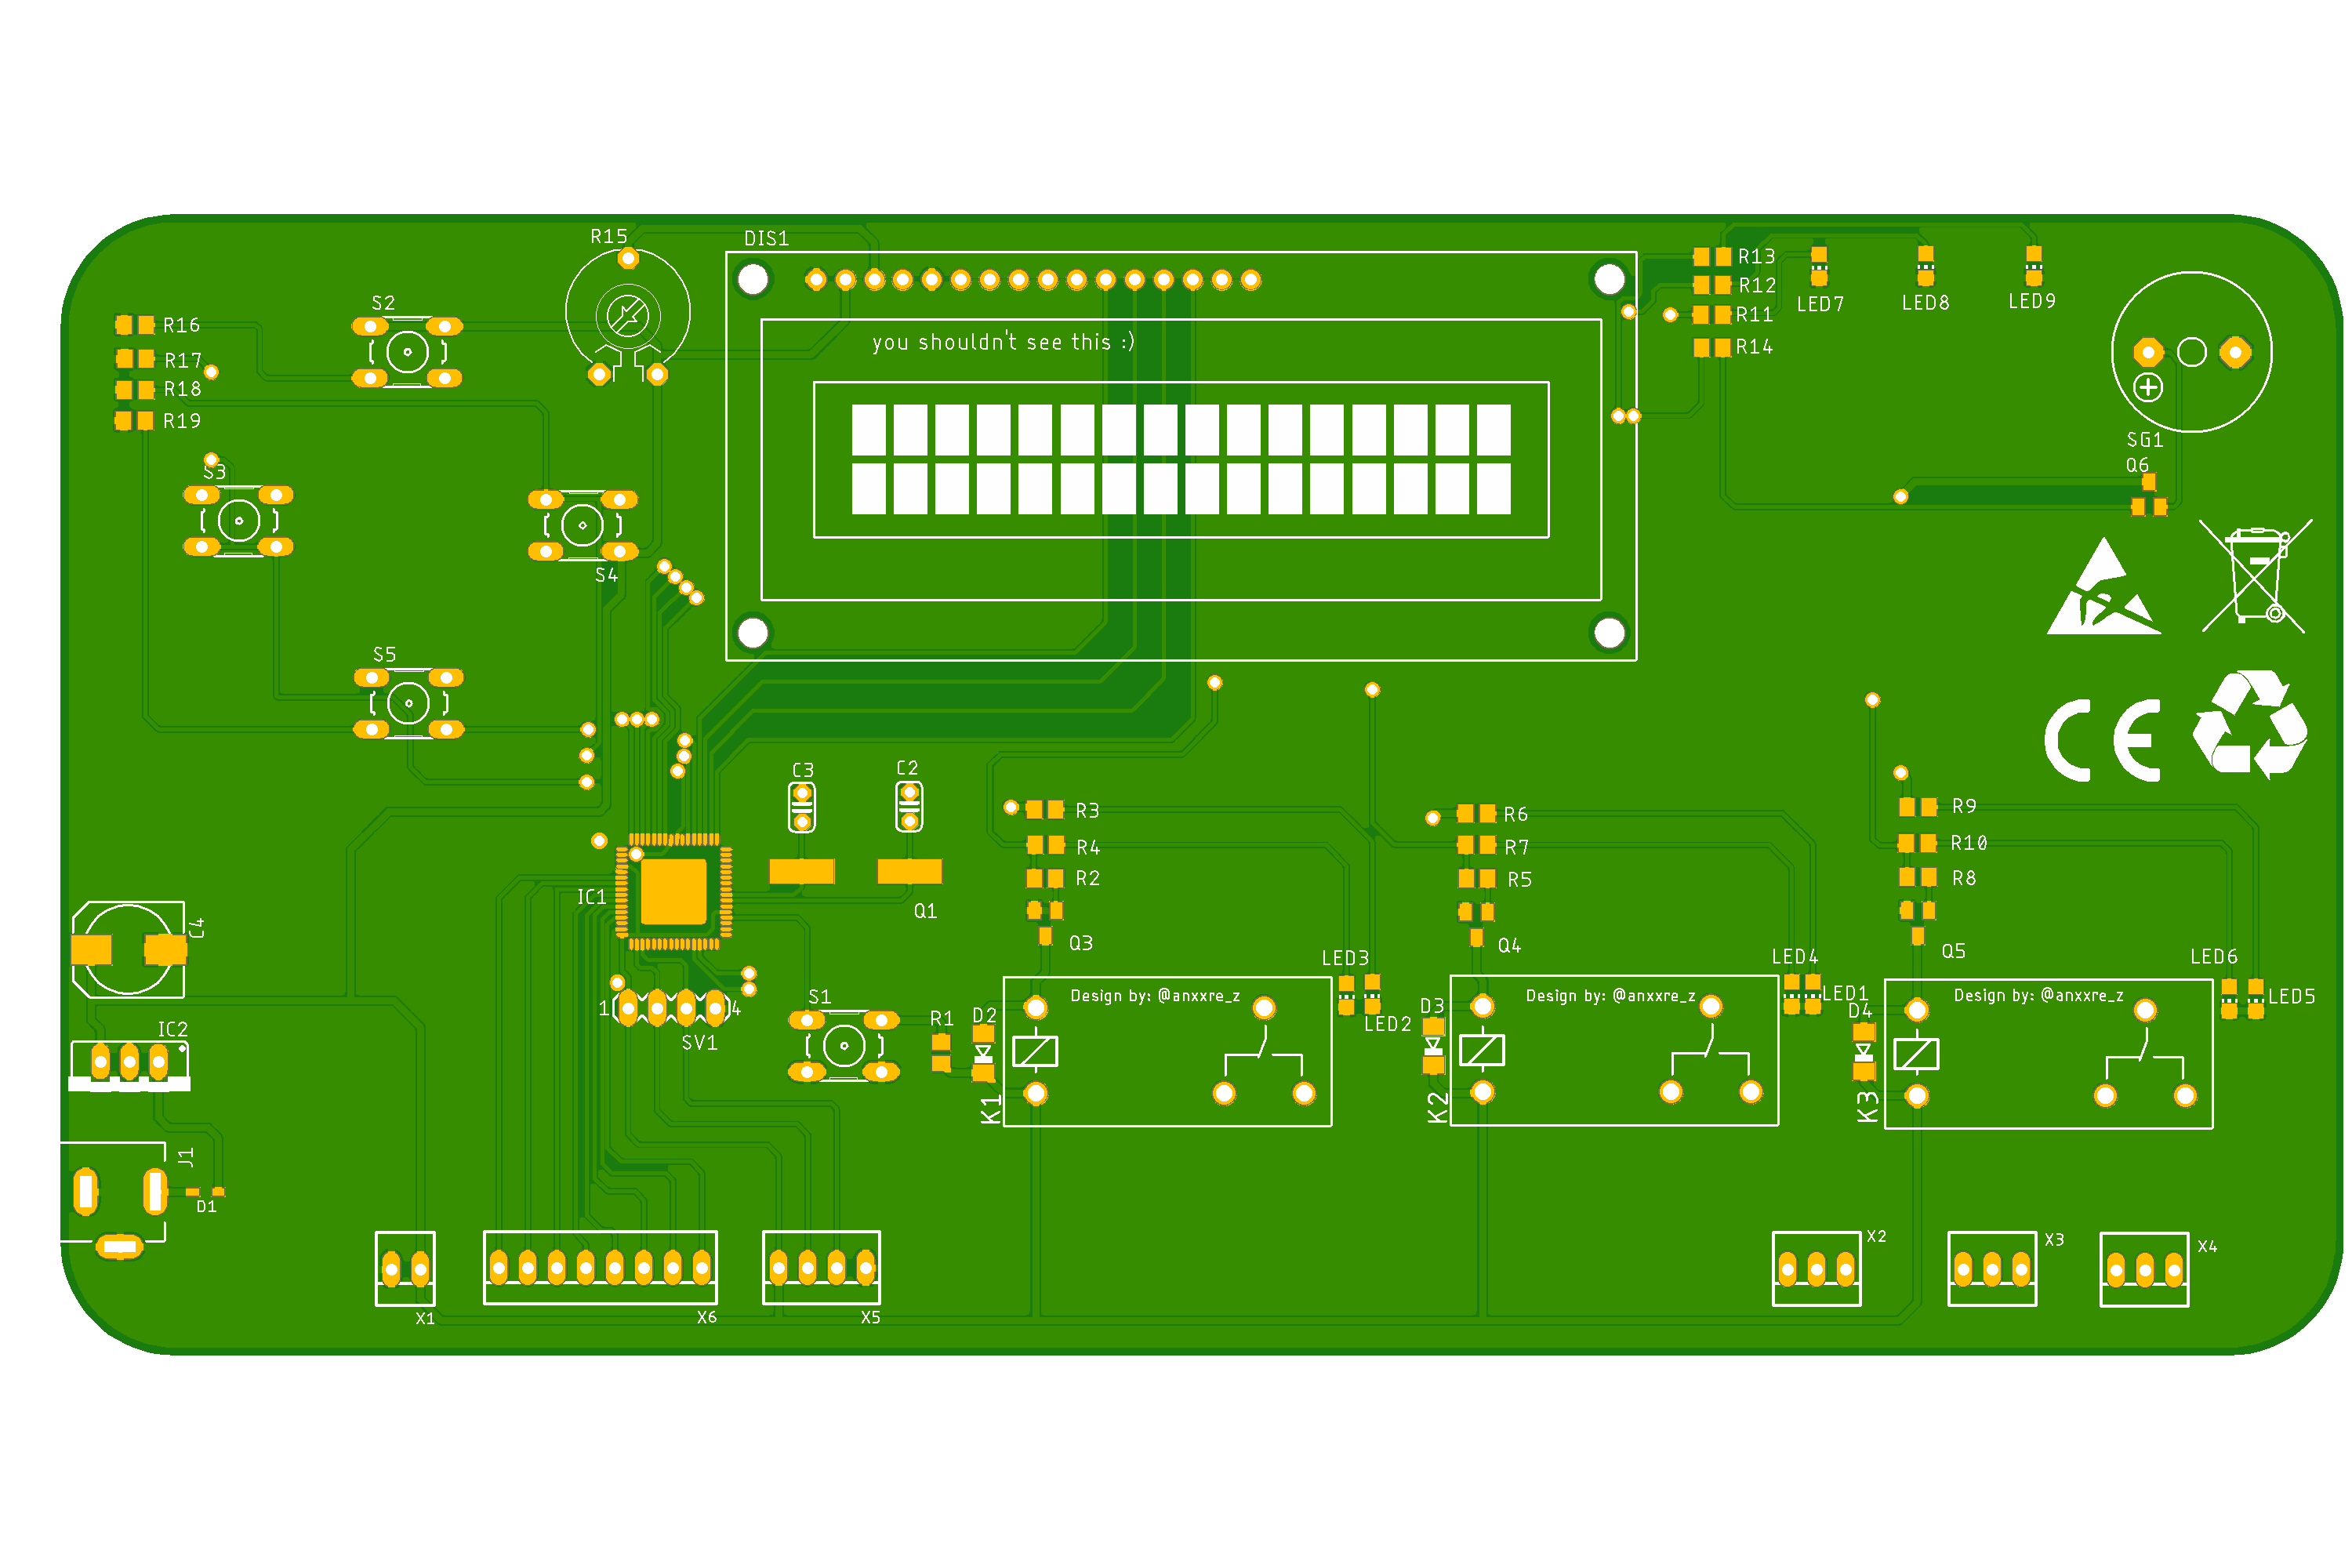 R15
DIS1
R13
R12
R11
R14
LED7
LED8
LED9
S2
R16
R17
R18
R19
you shouldn't see this :)
SG1
Q6
S3
S4
S5
C3
C2
R3
R4
R2
R6
R7
R5
R9
R10
R8
CE
IC1
Q1
C4
Q3
Q4
Q5
LED3
LED4
LED6
Design by: @anxxre_z
Design by: @anxxre_z
Design by: @anxxre_z
LED1
LED5
LED2
1
4
SV1
S1
R1
D2
D3
D4
IC2
K1
K2
K3
J1
D1
X2
X3
X4
X1
X6
X5